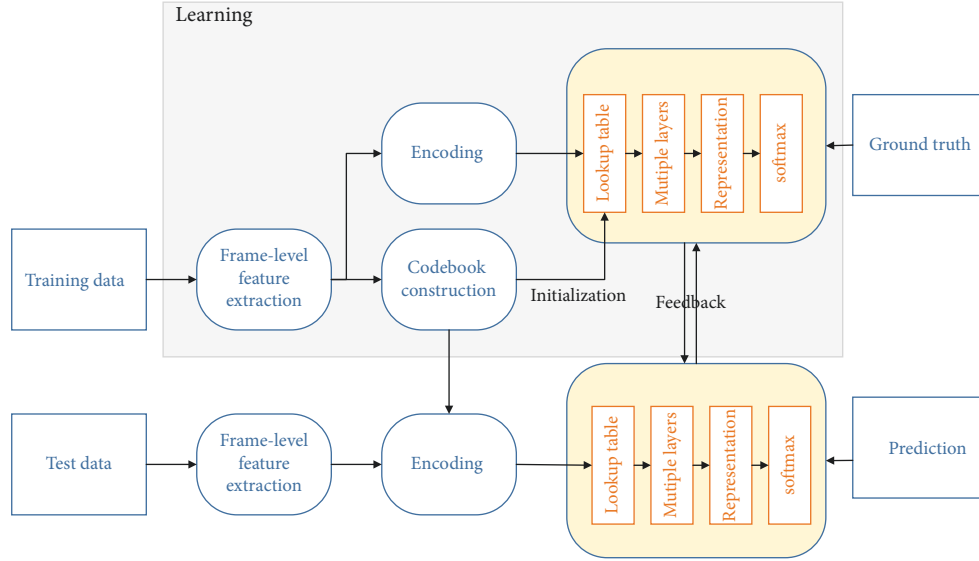 Learning
Encoding
Lookup table
Mutiple layers
Representation
softmax
Ground truth
Training data
Frame-level
feature
extraction
Codebook
construction
Initialization
Feedback
Test data
Frame-level
feature
extraction
Encoding
Lookup table
Mutiple layers
Representation
softmax
Prediction